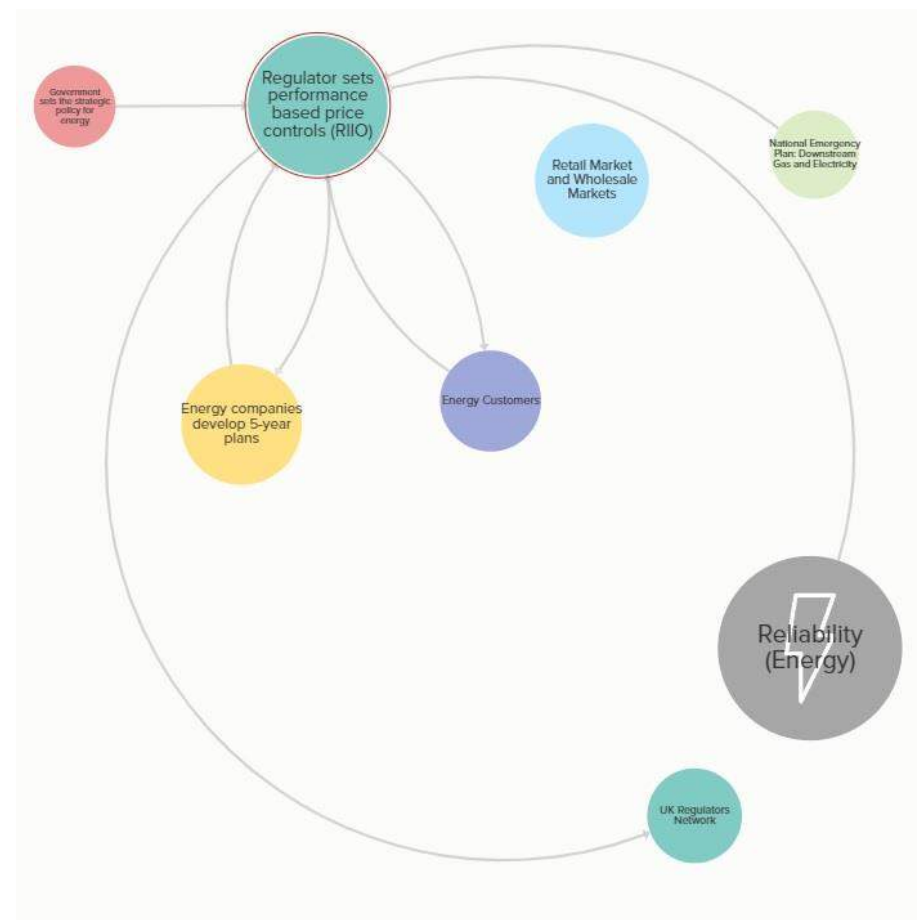 Government
sets the strategic
policy for
energy
Regulator sets
performance
based price
controls (RIIO)
Retail Market
and Wholesale
Markets
National Emergency
Plan: Downstream
Gas and Electricity
Energy companies
develop 5-year
plans
Energy Customers
Reliability
(Energy)
UK Regulators
Network